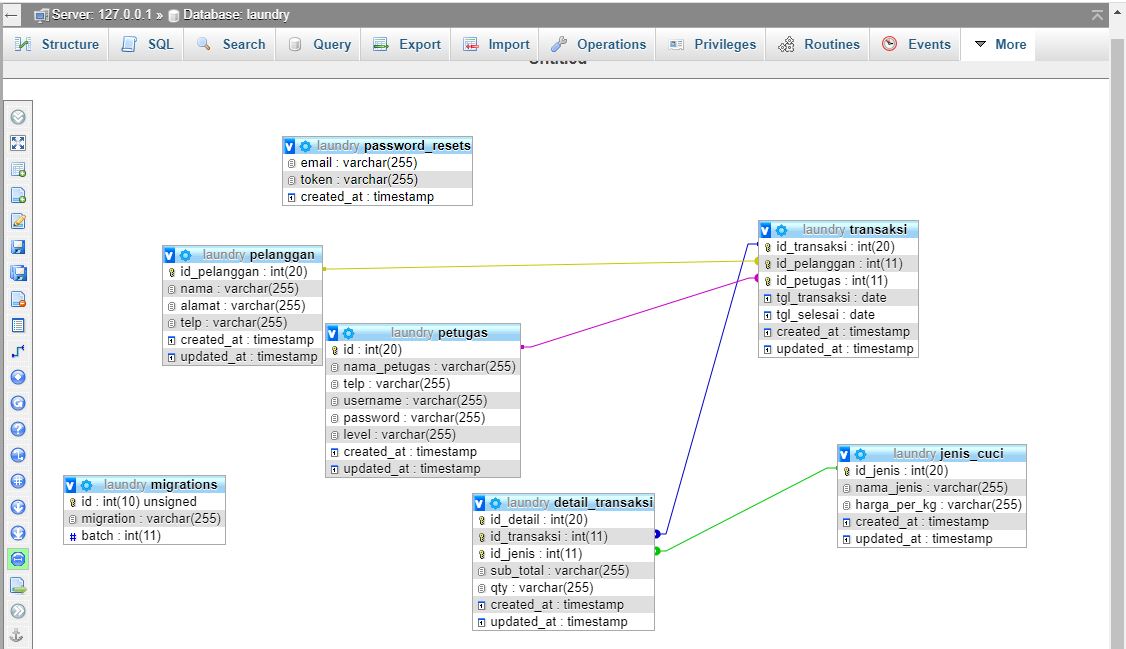 Server: 127.0.0.1 » Database: laundry
Structure SQL Search Query Export Import Operations Privileges Routines Events More
Untitled
laundry password_resets
email : varchar(255)
token : varchar(255)
created_at : timestamp
laundry pelanggan
id_pelanggan : int(20)
nama : varchar(255)
alamat : varchar(255)
telp : varchar(255)
created_at : timestamp
updated_at : timestamp
laundry transaksi
id_transaksi : int(20)
id_pelanggan : int(11)
id_petugas : int(11)
tgl_transaksi : date
tgl_selesai : date
created_at : timestamp
updated_at : timestamp
laundry petugas
id : int(20)
nama_petugas : varchar(255)
telp : varchar(255)
username : varchar(255)
password : varchar(255)
level : varchar(255)
created_at : timestamp
updated_at : timestamp
laundry jenis_cuci
id_jenis : int(20)
nama_jenis : varchar(255)
harga_per_kg : varchar(255)
created_at : timestamp
updated_at : timestamp
laundry migrations
id : int(10) unsigned
migration : varchar(255)
# batch : int(11)
laundry detail_transaksi
id_detail : int(20)
id_transaksi : int(11)
id_jenis : int(11)
sub_total : varchar(255)
qty : varchar(255)
created_at : timestamp
updated_at : timestamp